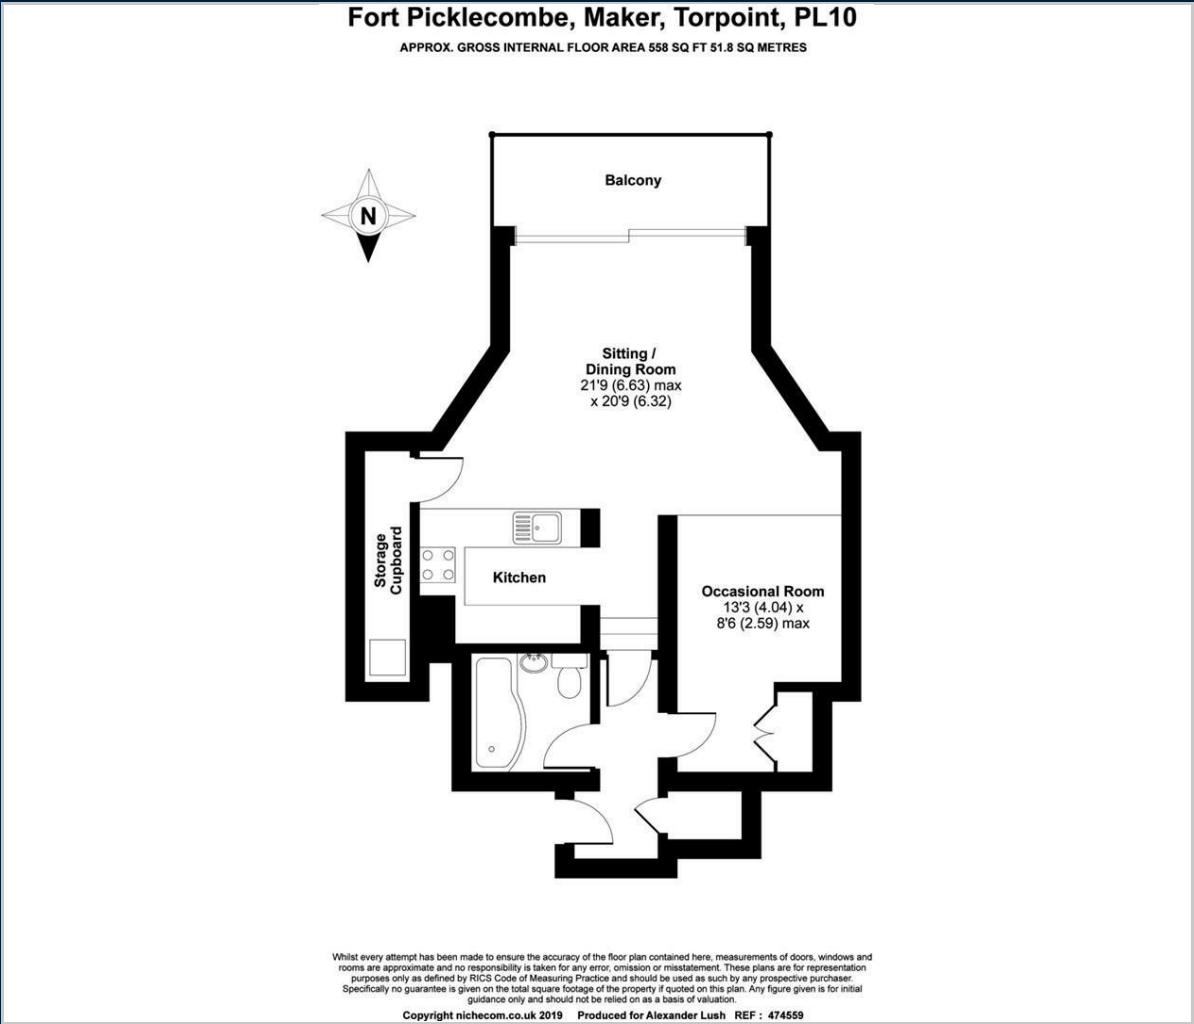 Fort Picklecombe, Maker, Torpoint, PL10
APPROX. GROSS INTERNAL FLOOR AREA 558 SQ FT 51.8 SQ METRES
Balcony
N
Sitting /
Dining Room
21'9 (6.63) max
x 20'9 (6.32)
Storage
Cupboard
Kitchen
Occasional Room
13'3 (4.04) x
8'6 (2.59) max
Whilst every attempt has been made to ensure the accuracy of the floor plan contained here, measurements of doors, windows and
rooms are approximate and no responsibility is taken for any error, omission or misstatement. These plans are for representation
purposes only as defined by RICS Code of Measuring Practice and should be used as such by any prospective purchaser.
Specifically no guarantee is given on the total square footage of the property if quoted on this plan. Any figure given is for initial
guidance only and should not be relied on as a basis of valuation.
Copyright nichecom.co.uk 2019 Produced for Alexander Lush REF : 474559